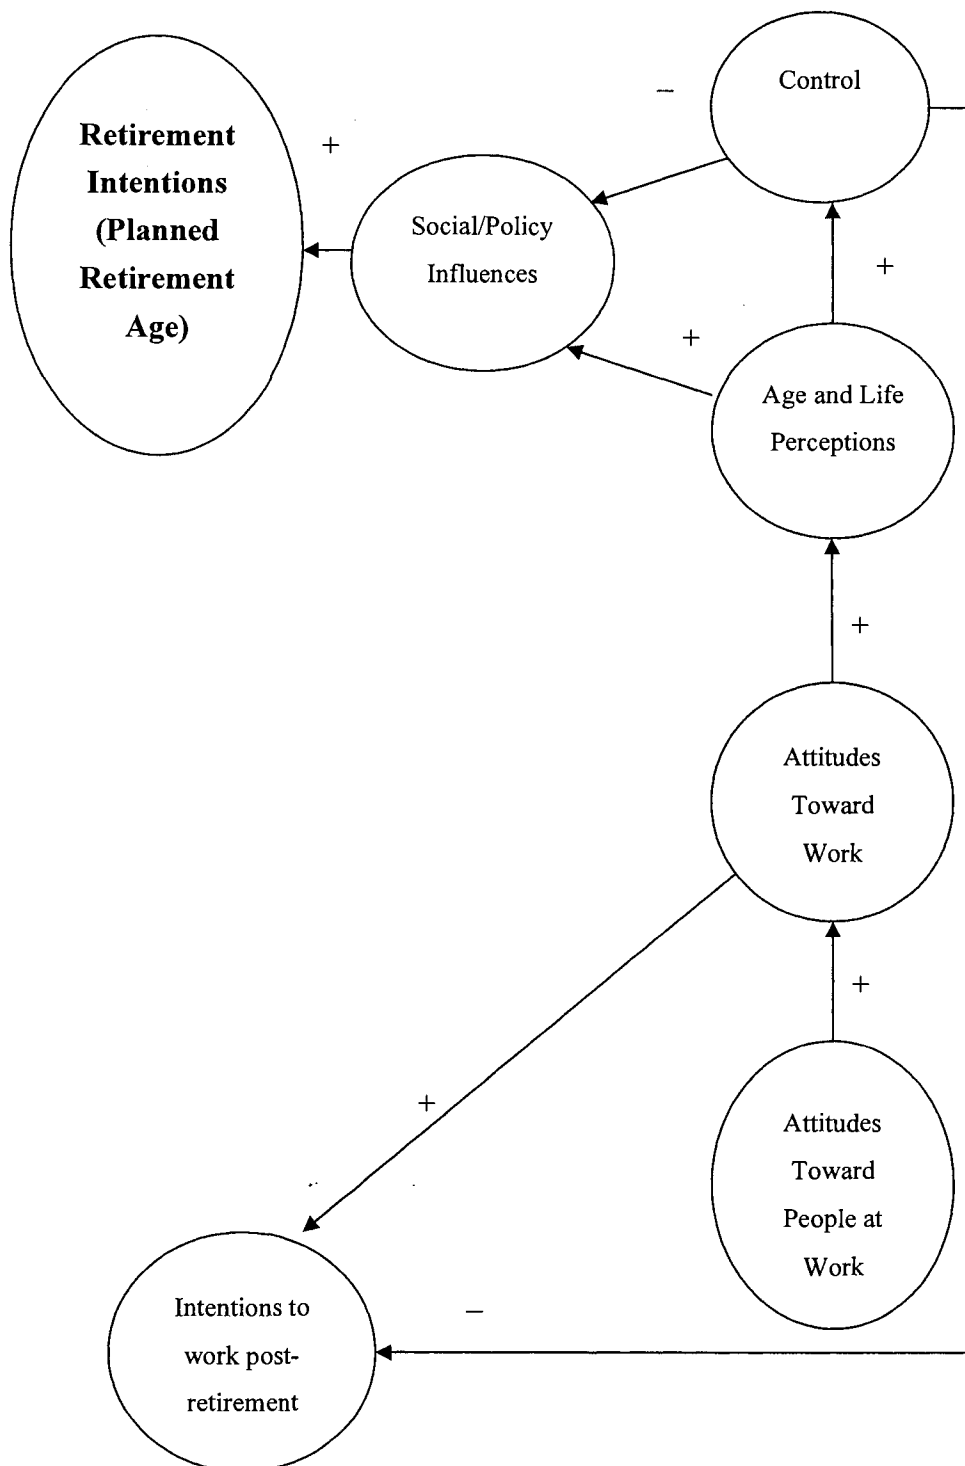 Control
–
Retirement
Intentions
(Planned
Retirement
Age)
+
Social/Policy
Influences
+
+
Age and Life
Perceptions
+
Attitudes
Toward
Work
+
+
Attitudes
Toward
People at
Work
Intentions to
work post-
retirement
–